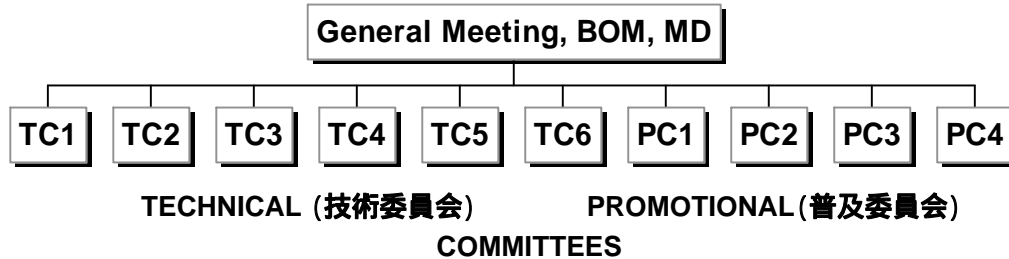 General Meeting, BOM, MD
TC1 TC2 TC3 TC4 TC5 TC6 PC1 PC2 PC3 PC4
TECHNICAL (技術委員会) PROMOTIONAL(普及委員会)
COMMITTEES